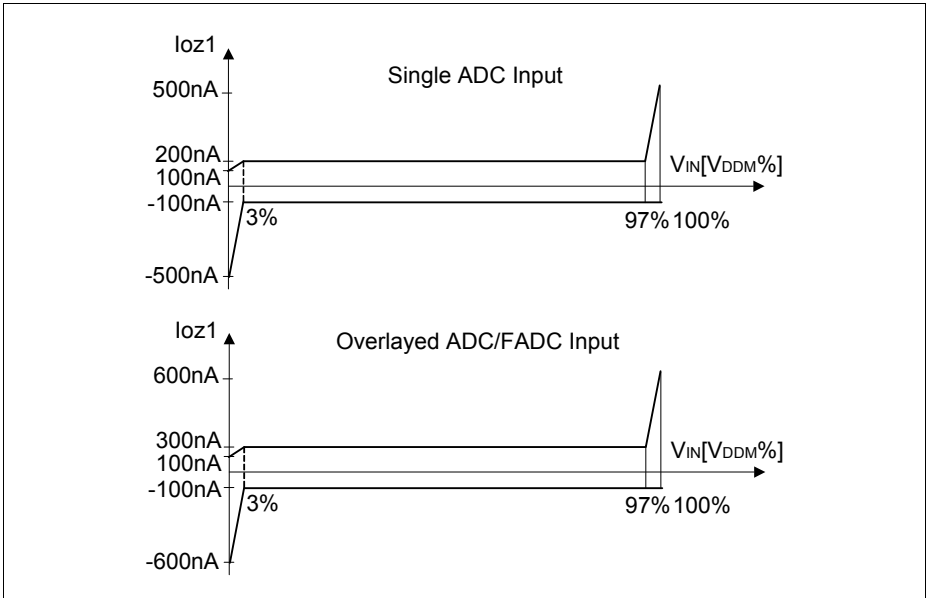 Ioz1
Single ADC Input
500nA
200nA
VIN[VDDM%]
100nA
-100nA
3%
97% 100%
-500nA
Ioz1
Overlayed ADC/FADC Input
600nA
300nA
VIN[VDDM%]
100nA
-100nA
3%
97% 100%
-600nA